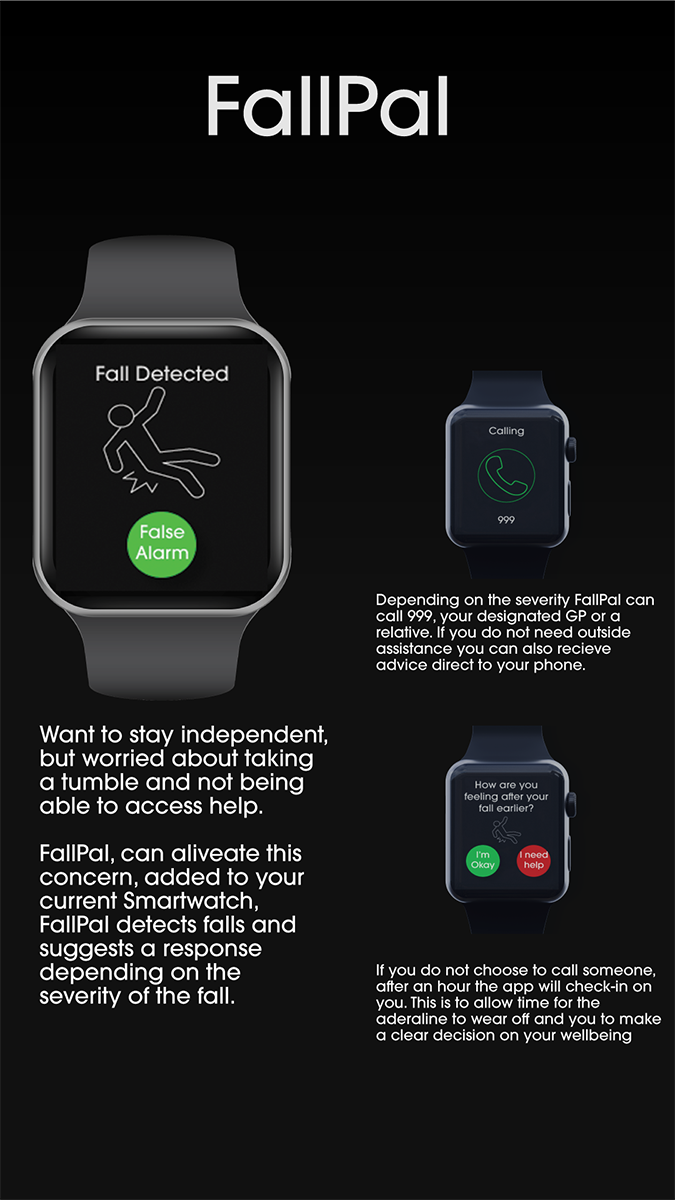 FallPal
Fall Detected
False
Alarm
Want to stay independent,
but worried about taking
a tumble and not being
able to access help.
FallPal, can aliveate this
concern, added to your
current Smartwatch,
FallPal detects falls and
suggests a response
depending on the
severity of the fall.
Calling
999
Depending on the severity FallPal can
call 999, your designated GP or a
relative. If you do not need outside
assistance you can also recieve
advice direct to your phone.
How are you
feeling after your
fall earlier?
I'm
Okay
I need
help
If you do not choose to call someone,
after an hour the app will check-in on
you. This is to allow time for the
aderaline to wear off and you to make
a clear decision on your wellbeing